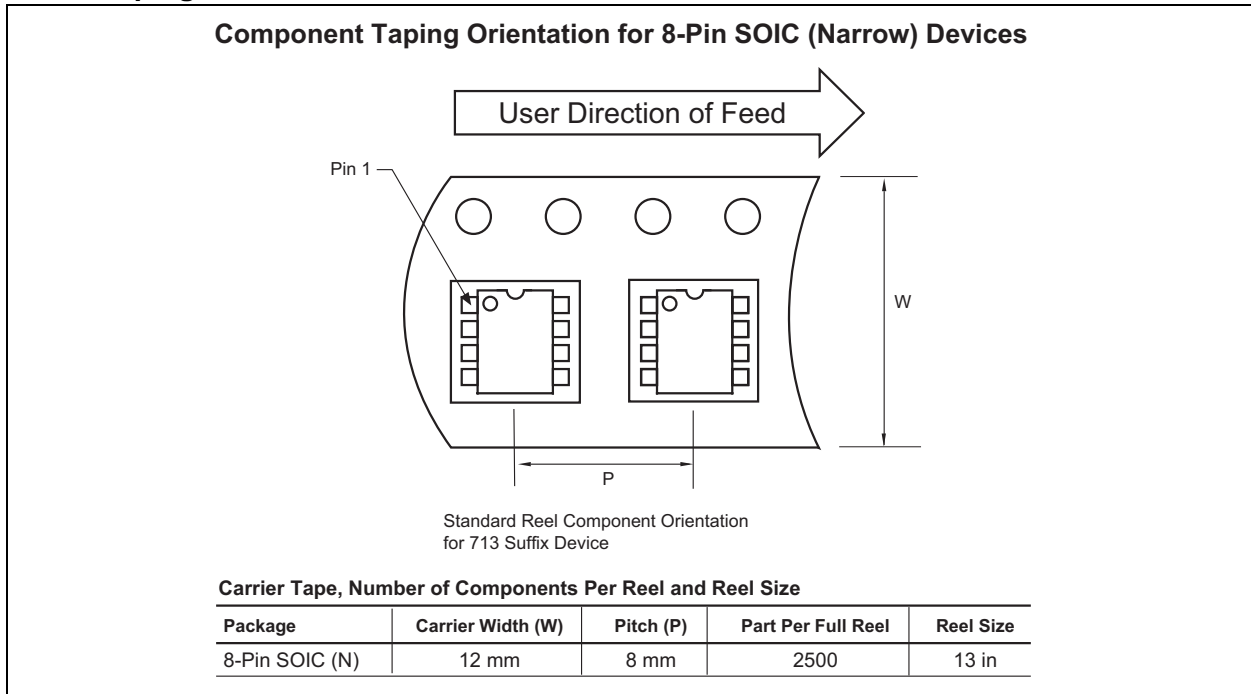 Component Taping Orientation for 8-Pin SOIC (Narrow) Devices
User Direction of Feed
Pin 1
W
P
Standard Reel Component Orientation
for 713 Suffix Device
Carrier Tape, Number of Components Per Reel and Reel Size
Package Carrier Width (W) Pitch (P) Part Per Full Reel Reel Size
8-Pin SOIC (N) 12 mm 8 mm 2500 13 in